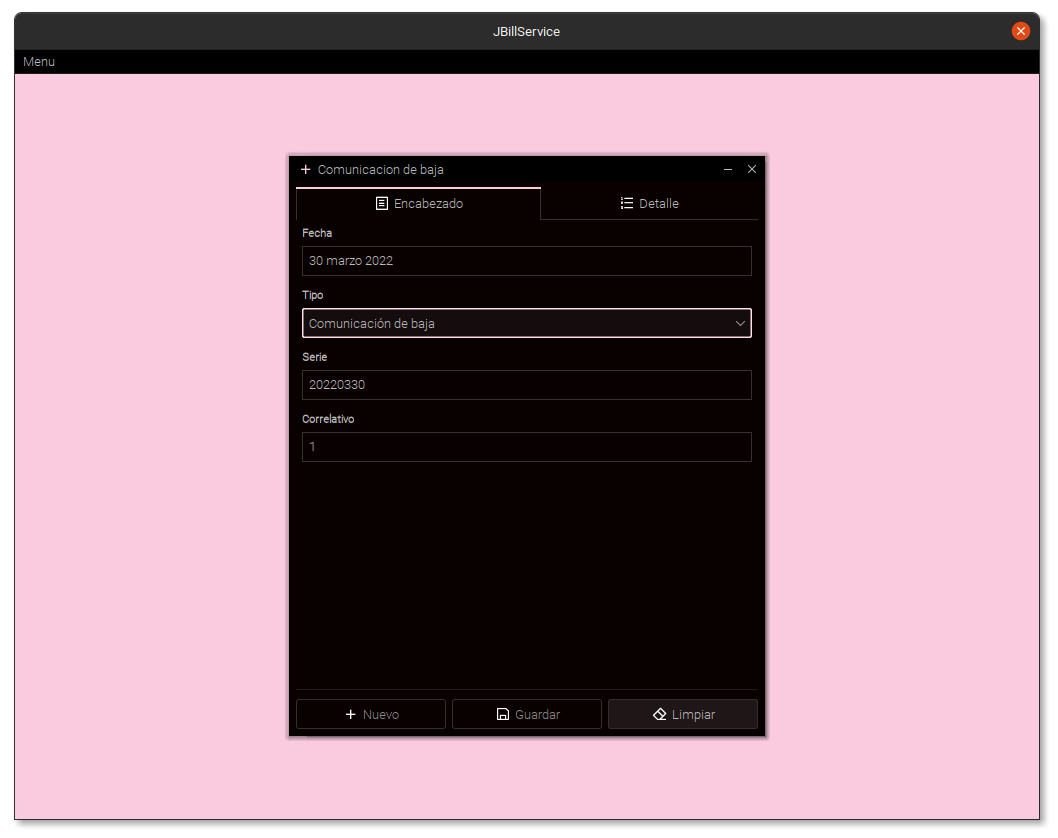 JBillService
Menu
Comunicacion de baja
Encabezado
Detalle
Fecha
30 marzo 2022
Tipo
Comunicación de baja
Serie
20220330
Correlativo
1
Nuevo
Guardar
Limpiar